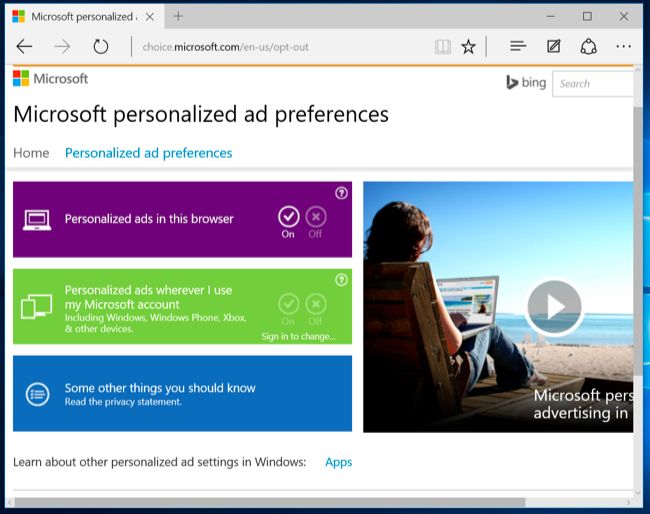 Microsoft personalized
choice.microsoft.com/en-us/opt-out
Microsoft
bing
Search
Microsoft personalized ad preferences
Home Personalized ad preferences
Personalized ads in this browser
On Off
Personalized ads wherever I use
my Microsoft account
Including Windows, Windows Phone, Xbox,
& other devices.
On Off
Sign in to change...
Some other things you should know
Read the privacy statement.
Microsoft pers
advertising in
Learn about other personalized ad settings in Windows: Apps